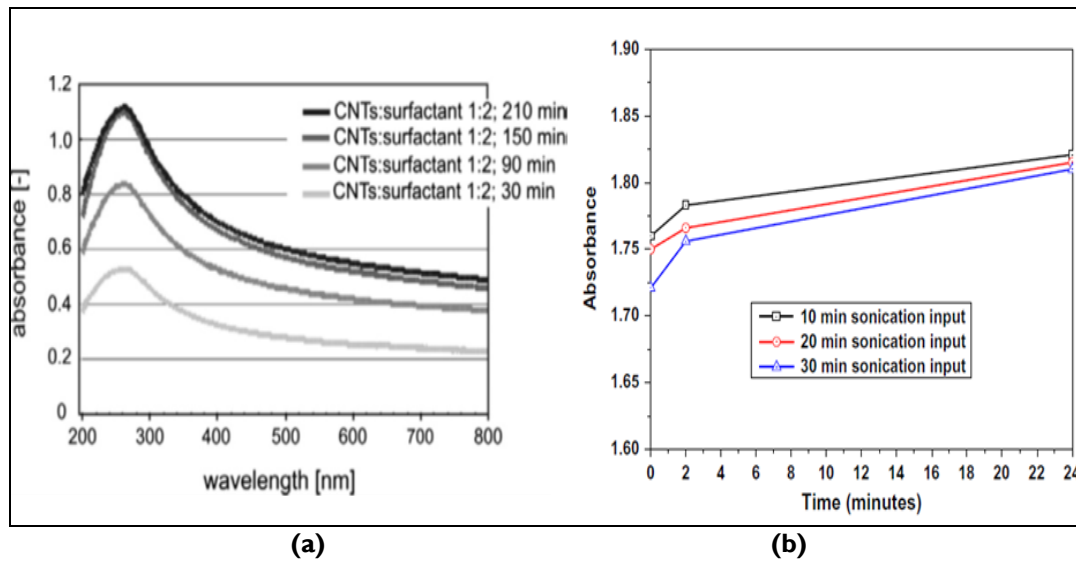 1.2
1.0
0.8
0.6
0.4
0.2
0
absorbance [-]
CNTs:surfactant 1:2; 210 min
CNTs:surfactant 1:2; 150 min
CNTs:surfactant 1:2; 90 min
CNTs:surfactant 1:2; 30 min
200 300 400 500 600 700 800
wavelength [nm]
(a)
1.90
1.85
1.80
1.75
1.70
1.65
1.60
Absorbance
10 min sonication input
20 min sonication input
30 min sonication input
0 2 4 6 8 10 12 14 16 18 20 22 24
Time (minutes)
(b)